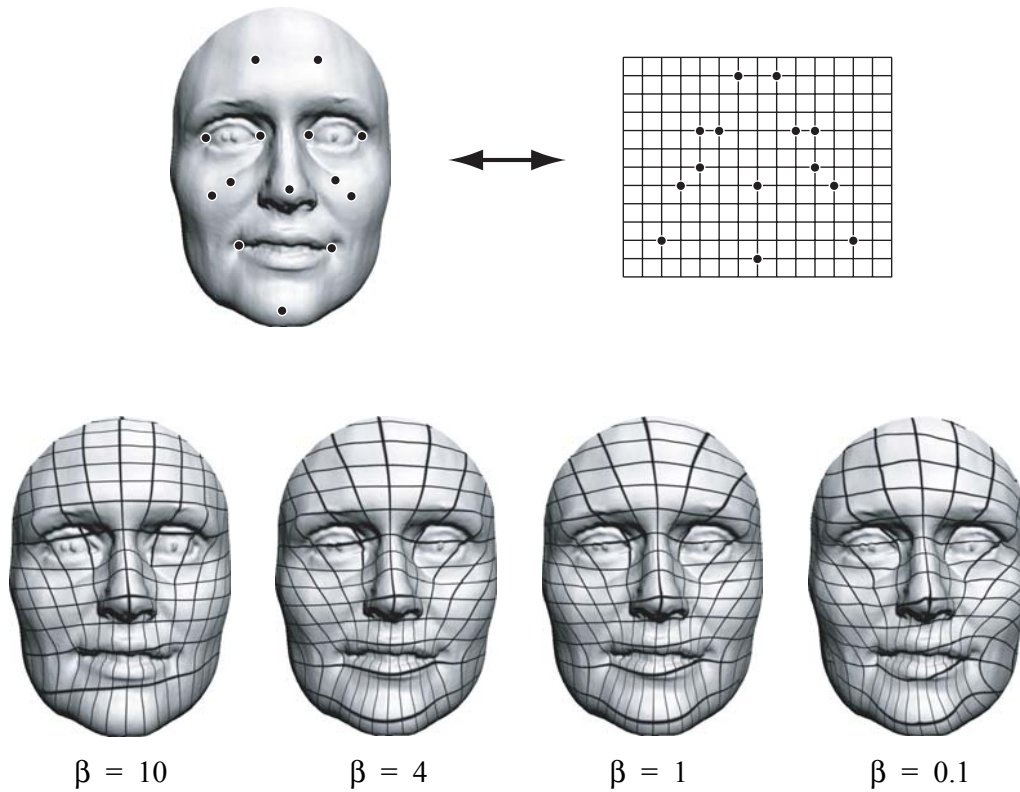 β = 10
β = 4
β = 1
β = 0.1